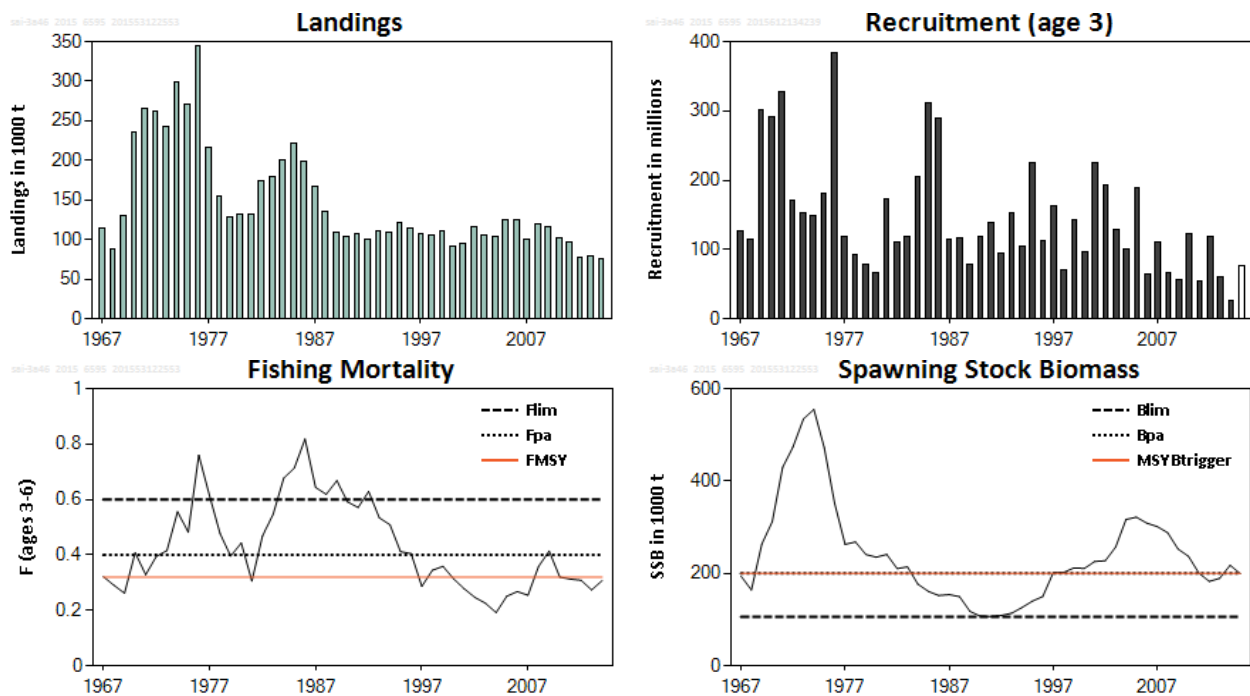 sai-3a46 2015 6595 201553122553
Landings
350
300
250
200
150
100
50
0
Landings in 1000 t
1967 1977 1987 1997 2007
sai-3a46 2015 6595 2015612134239
Recruitment (age 3)
400
300
200
100
0
Recruitment in millions
1967 1977 1987 1997 2007
sai-3a46 2015 6595 201553122553
Fishing Mortality
1
0.8
0.6
0.4
0.2
0
F (ages 3-6)
Flim
Fpa
FMSY
1967 1977 1987 1997 2007
sai-3a46 2015 6595 201553122553
Spawning Stock Biomass
600
400
200
0
SSB in 1000 t
Blim
Bpa
MSYBtrigger
1967 1977 1987 1997 2007